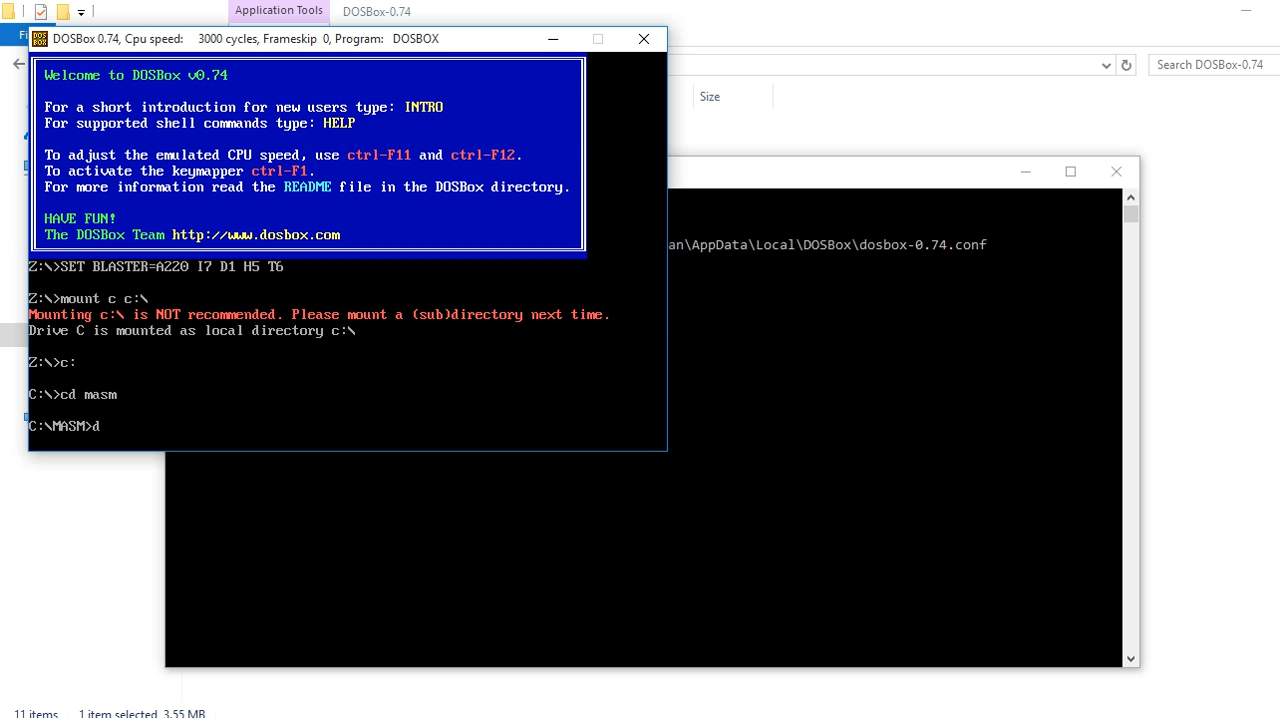 Application Tools
DOSBox-0.74
Fi
DOSBox 0.74, Cpu speed: 3000 cycles, Frameskip 0, Program: DOSBOX
Search DOSBox-0.74
Size
Welcome to DOSBox v0.74
For a short introduction for new users type: INTRO
For supported shell commands type: HELP
To adjust the emulated CPU speed, use ctrl-F11 and ctrl-F12.
To activate the keymapper ctrl-F1.
For more information read the README file in the DOSBox directory.
HAVE FUN!
The DOSBox Team http://www.dosbox.com
an\AppData\Local\DOSBox\dosbox-0.74.conf
Z:\>SET BLASTER=A220 I7 D1 H5 T6
Z:\>mount c c:\
Mounting c:\ is NOT recommended. Please mount a (sub)directory next time.
Drive C is mounted as local directory c:\
Z:\>c:
C:\>cd masm
C:\MASM>d
11 items 1 item selected 3.55 MB